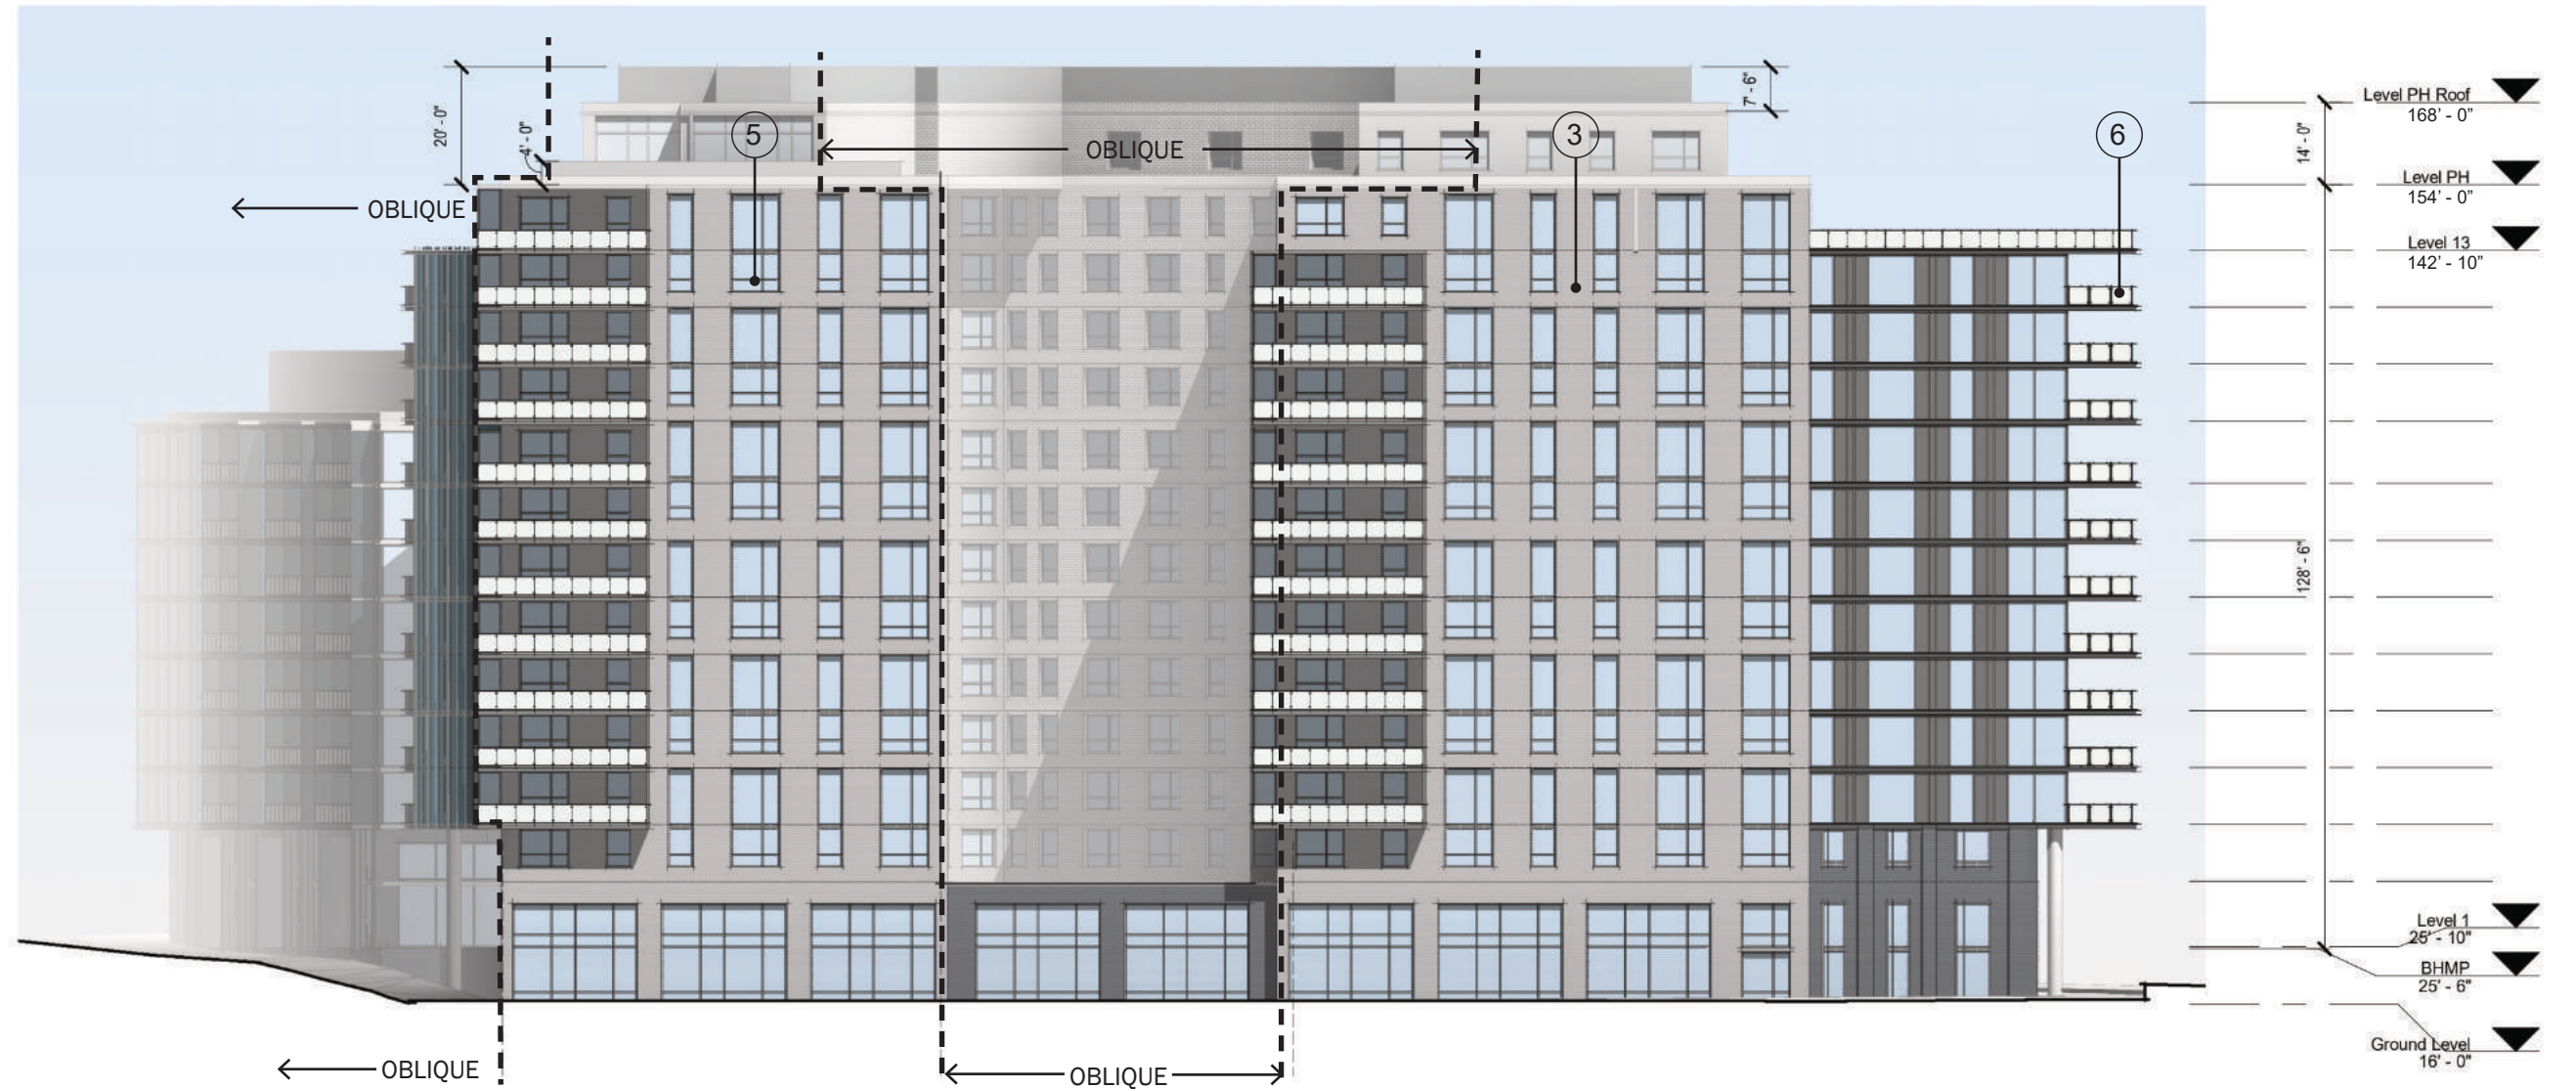 20' - 0"
4' - 0"
5
OBLIQUE
3
7' - 6"
6
Level PH Roof
168' - 0"
14' - 0"
Level PH
154' - 0"
OBLIQUE
Level 13
142' - 10"
128' - 6"
Level 1
25' - 10"
BHMP
25' - 6"
Ground Level
16' - 0"
OBLIQUE
OBLIQUE